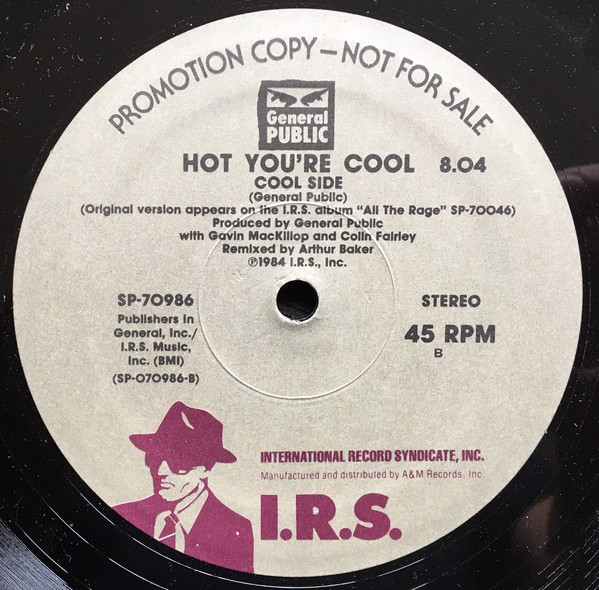 PROMOTION COPY—NOT FOR SALE
General
PUBLIC
HOT YOU'RE COOL 8.04
COOL SIDE
(General Public)
(Original version appears on the I.R.S. album "All The Rage" SP-70046)
Produced by General Public
with Gavin MacKillop and Colin Fairley
Remixed by Arthur Baker
℗1984 I.R.S., Inc.
SP-70986
Publishers in
General, Inc./
I.R.S. Music,
Inc. (BMI)
(SP-070986-B)
STEREO
45 RPM
B
INTERNATIONAL RECORD SYNDICATE, INC.
Manufactured and distributed by A&M Records, Inc
I.R.S.